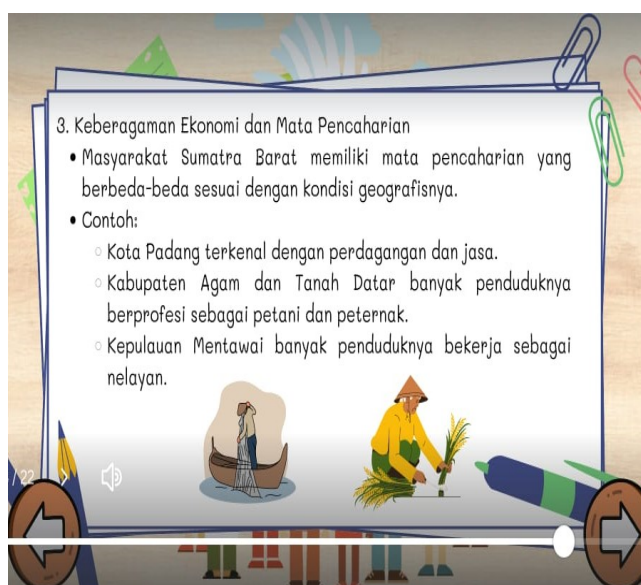 3. Keberagaman Ekonomi dan Mata Pencaharian
• Masyarakat Sumatra Barat memiliki mata pencaharian yang
berbeda-beda sesuai dengan kondisi geografisnya.
• Contoh:
○ Kota Padang terkenal dengan perdagangan dan jasa.
○ Kabupaten Agam dan Tanah Datar banyak penduduknya
berprofesi sebagai petani dan peternak.
○ Kepulauan Mentawai banyak penduduknya bekerja sebagai
nelayan.
/ 22